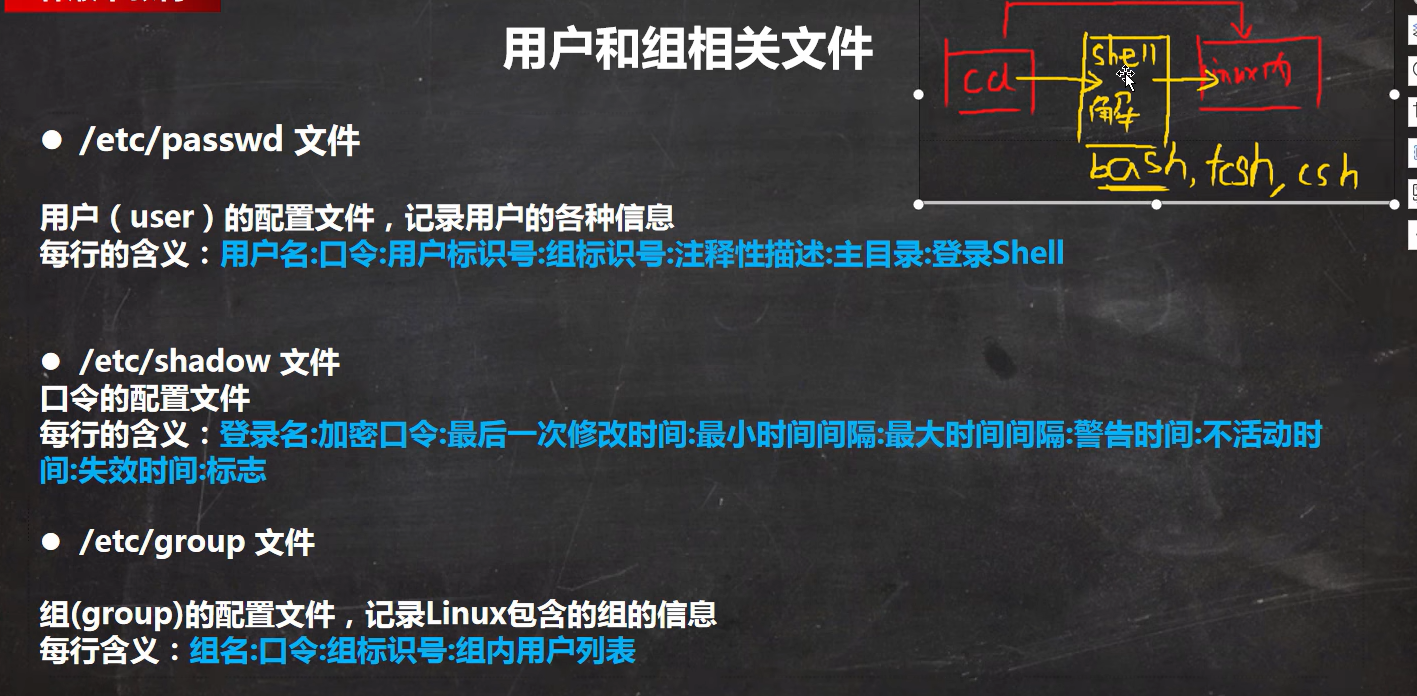 用户和组相关文件
cd
shell
解
linux内
bash, tcsh, csh
● /etc/passwd 文件
用户（user）的配置文件，记录用户的各种信息
每行的含义：用户名:口令:用户标识号:组标识号:注释性描述:主目录:登录Shell
● /etc/shadow 文件
口令的配置文件
每行的含义：登录名:加密口令:最后一次修改时间:最小时间间隔:最大时间间隔:警告时间:不活动时
间:失效时间:标志
● /etc/group 文件
组(group)的配置文件，记录Linux包含的组的信息
每行含义：组名:口令:组标识号:组内用户列表